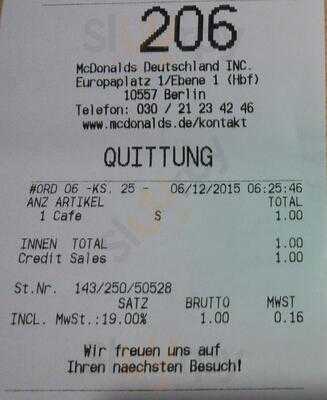 206
McDonalds Deutschland INC.
Europaplatz 1/Ebene 1 (Hbf)
10557 Berlin
Telefon: 030 / 21 23 42 46
www.mcdonalds.de/kontakt
QUITTUNG
#ORD 06 -KS. 25 - 06/12/2015 06:25:46
ANZ ARTIKEL TOTAL
1 Cafe S 1.00
INNEN TOTAL 1.00
Credit Sales 1.00
St.Nr. 143/250/50528
SATZ BRUTTO MWST
INCL. MwSt.:19.00% 1.00 0.16
Wir freuen uns auf
Ihren naechsten Besuch!